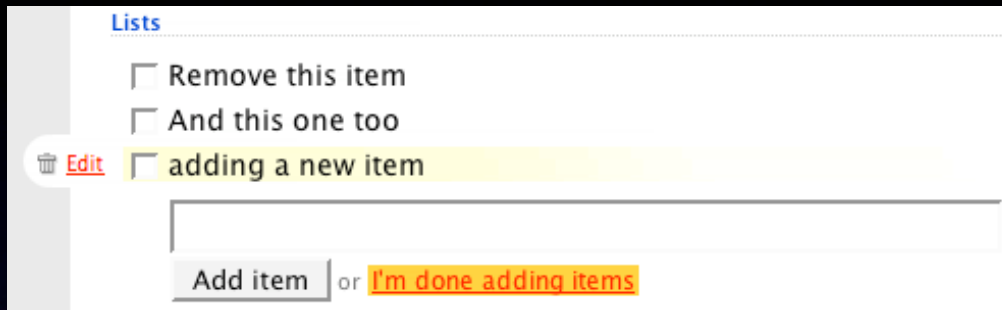 Lists
Remove this item
And this one too
Edit adding a new item
Add item or I'm done adding items